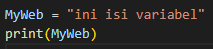 MyWeb = "ini isi variabel"
print(MyWeb)